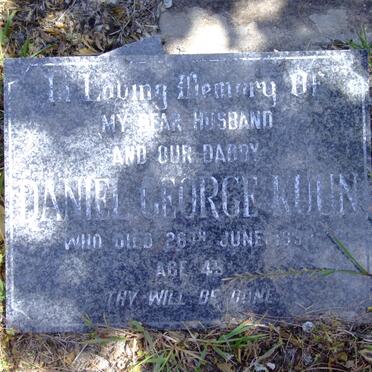 In Loving Memory Of
MY DEAR HUSBAND
AND OUR DADDY
DANIEL GEORGE KUUN
WHO DIED 26TH JUNE
AGE
THY WILL BE DONE